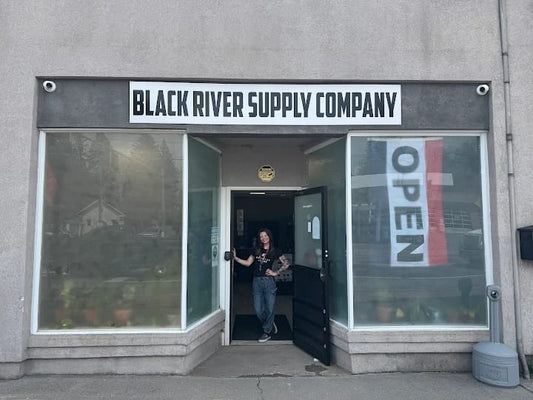 BLACK RIVER SUPPLY COMPANY
OPEN